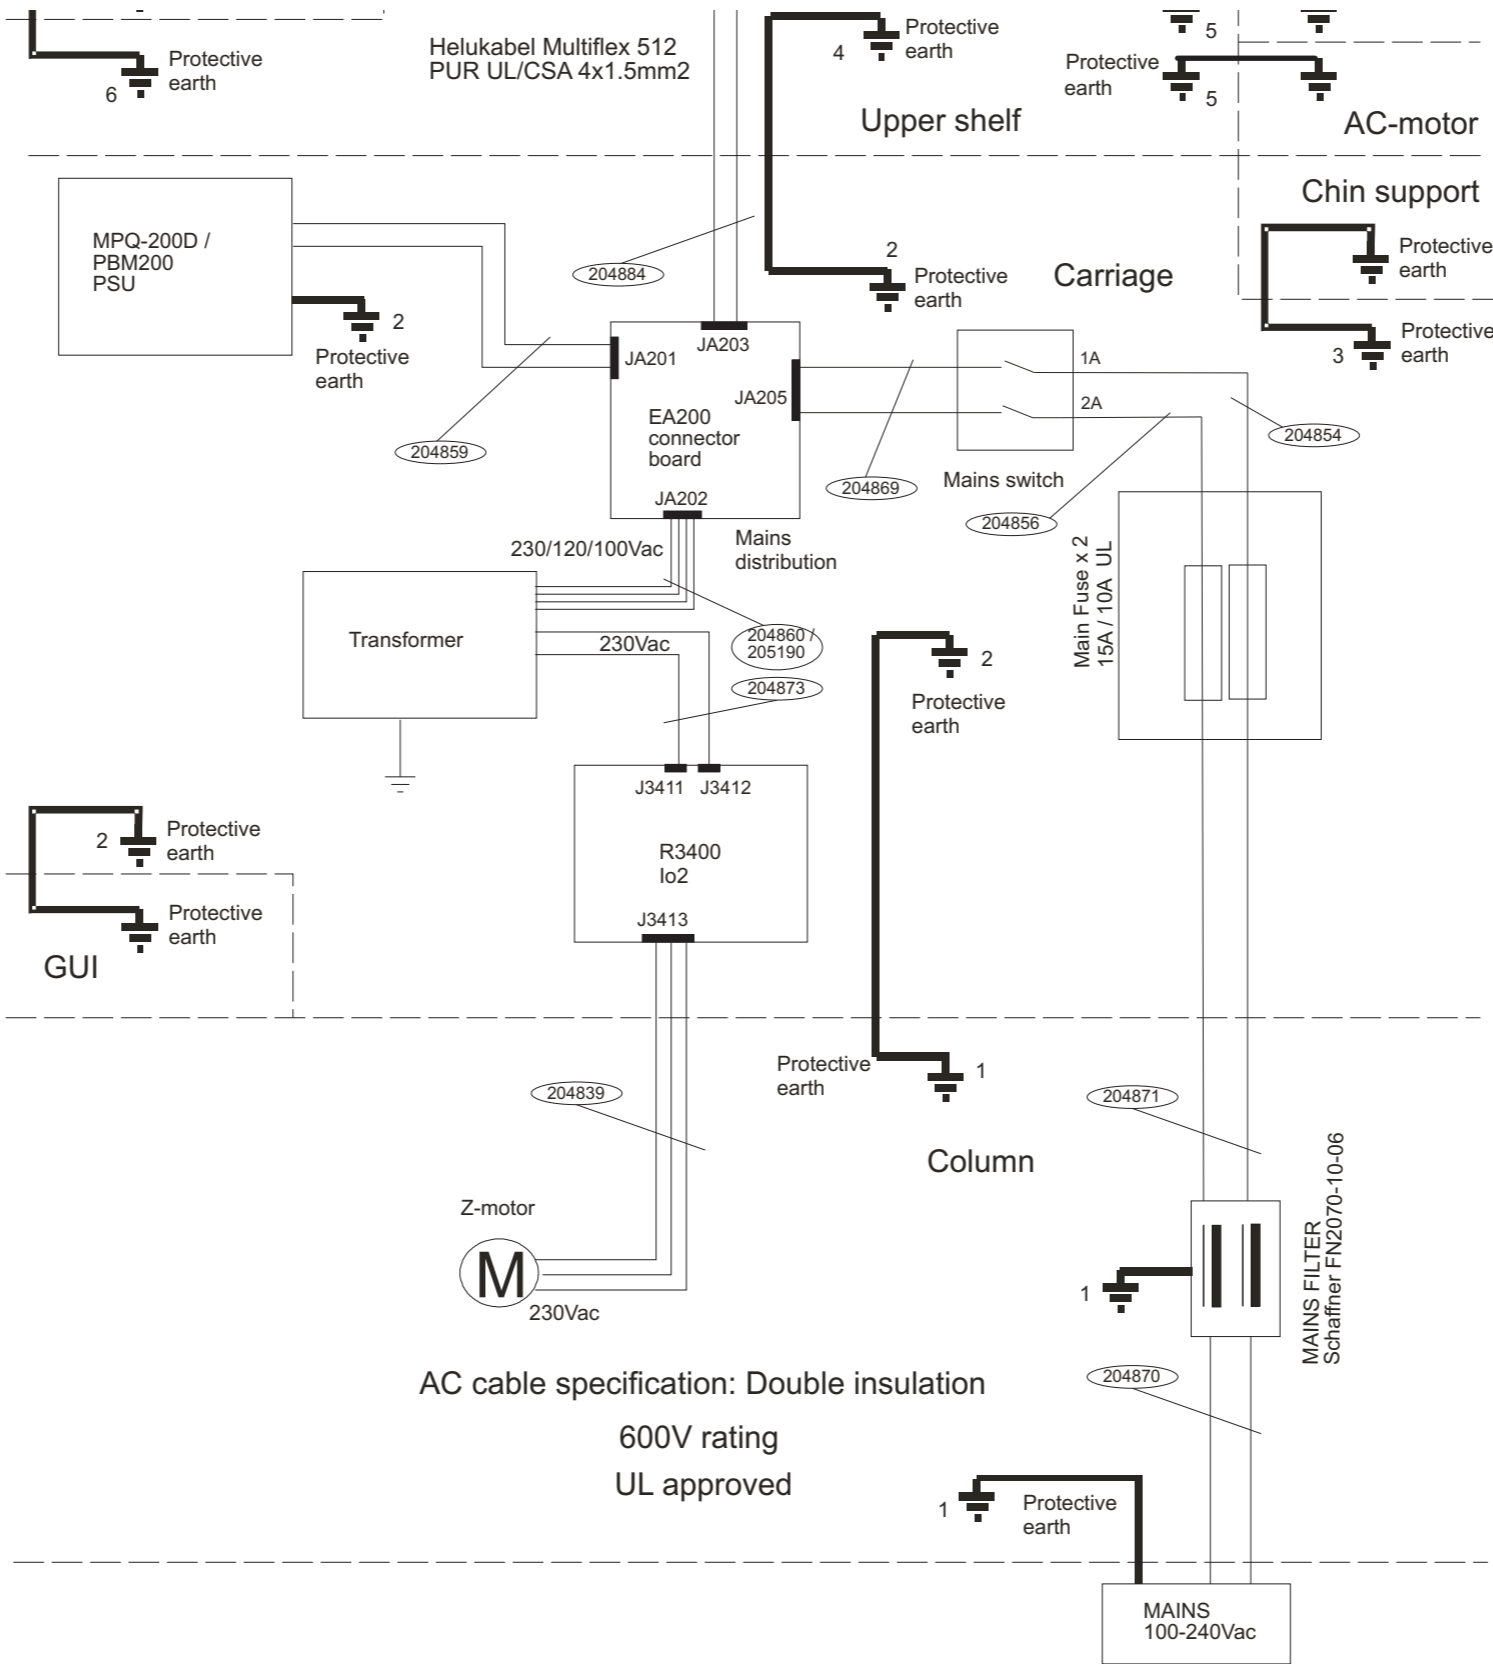 Protective
earth
6
Helukabel Multiflex 512
PUR UL/CSA 4x1.5mm2
4
Protective
earth
5
Protective
earth
5
Upper shelf
AC-motor
Chin support
MPQ-200D /
PBM200
PSU
204884
2
Protective
earth
Carriage
Protective
earth
2
Protective
earth
JA203
JA201
JA205
EA200
connector
board
JA202
1A
2A
3
Protective
earth
204859
204869
Mains switch
204856
204854
230/120/100Vac
Mains
distribution
Main Fuse x 2
15A / 10A UL
Transformer
230Vac
204860 /
205190
204873
2
Protective
earth
J3411
J3412
R3400
Io2
J3413
2
Protective
earth
Protective
earth
GUI
Protective
earth
1
204839
204871
Column
Z-motor
M
230Vac
1
MAINS FILTER
Schaffner FN2070-10-06
AC cable specification: Double insulation
600V rating
UL approved
204870
1
Protective
earth
MAINS
100-240Vac